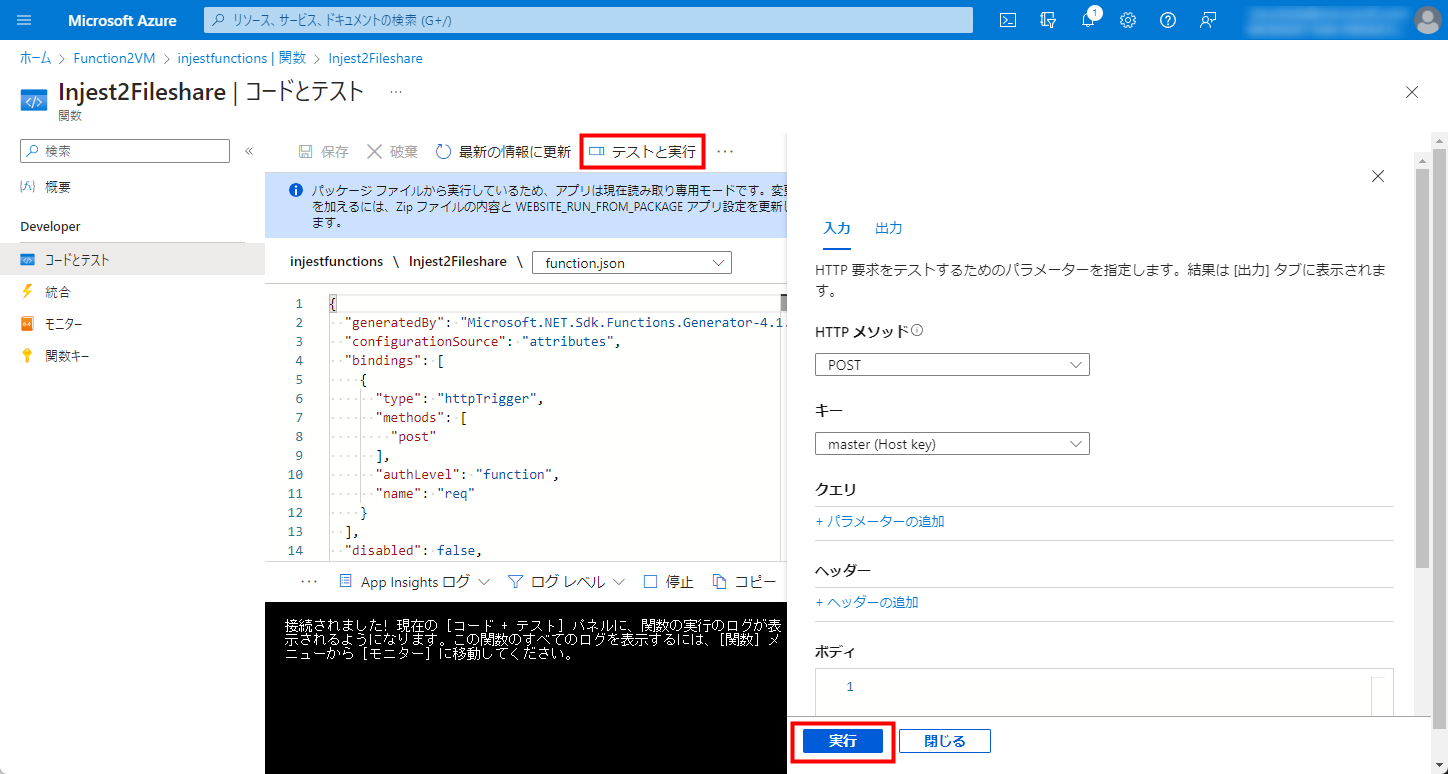 Microsoft Azure
リソース、サービス、ドキュメントの検索 (G+/)
1
ホーム > Function2VM > injestfunctions | 関数 > Injest2Fileshare
Injest2Fileshare | コードとテスト ...
関数
検索
概要
Developer
コードとテスト
統合
モニター
関数キー
保存 破棄 最新の情報に更新 テストと実行 ...
パッケージ ファイルから実行しているため、アプリは現在読み取り専用モードです。変更
を加えるには、Zip ファイルの内容と WEBSITE_RUN_FROM_PACKAGE アプリ設定を更新し
ます。
injestfunctions \ Injest2Fileshare \ function.json
1 {
2 "generatedBy": "Microsoft.NET.Sdk.Functions.Generator-4.1.
3 "configurationSource": "attributes",
4 "bindings": [
5 {
6 "type": "httpTrigger",
7 "methods": [
8 "post"
9 ],
10 "authLevel": "function",
11 "name": "req"
12 }
13 ],
14 "disabled": false,
... App Insights ログ ログ レベル 停止 コピー
接続されました! 現在の [コード + テスト] パネルに、関数の実行のログが表
示されるようになります。この関数のすべてのログを表示するには、[関数] メ
ニューから [モニター] に移動してください。
入力 出力
HTTP 要求をテストするためのパラメーターを指定します。結果は [出力] タブに表示されま
す。
HTTP メソッド
POST
キー
master (Host key)
クエリ
+ パラメーターの追加
ヘッダー
+ ヘッダーの追加
ボディ
1
実行 閉じる